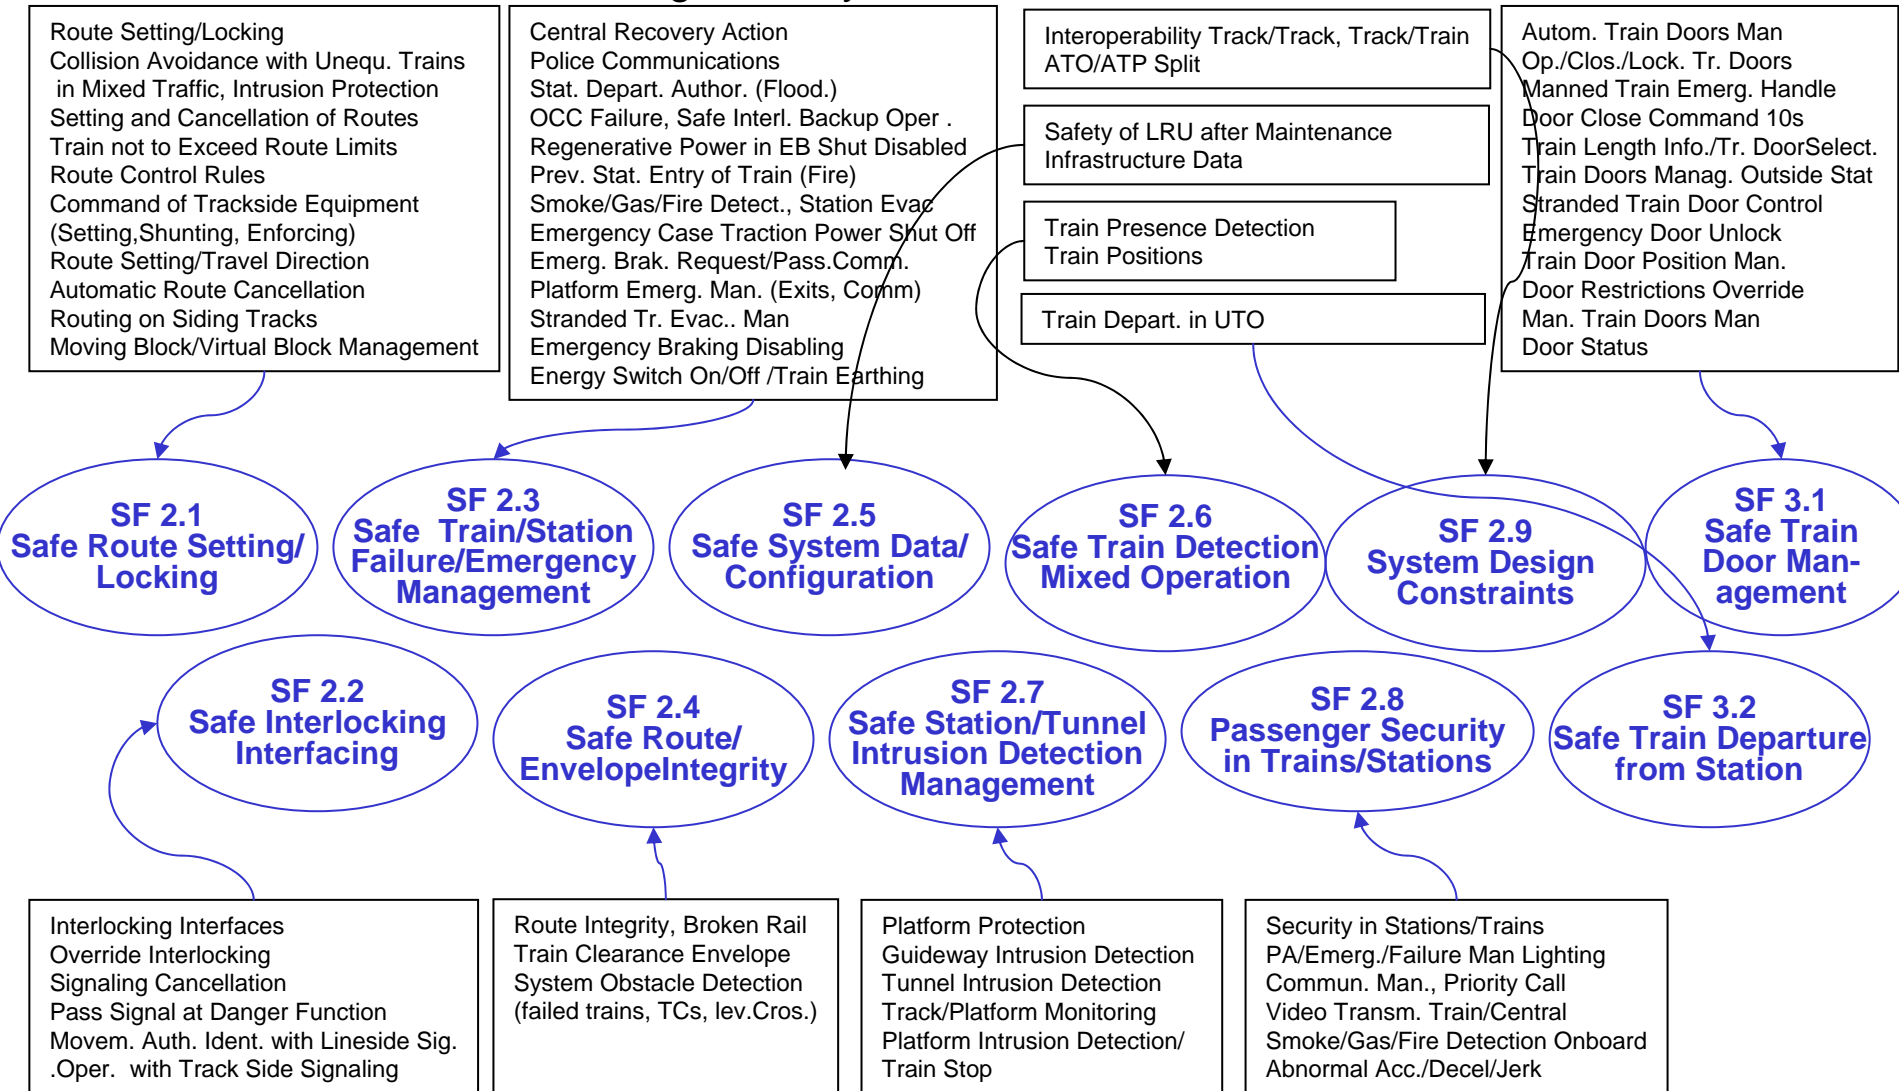 Route Setting/Locking
Collision Avoidance with Unequ. Trains
in Mixed Traffic, Intrusion Protection
Setting and Cancellation of Routes
Train not to Exceed Route Limits
Route Control Rules
Command of Trackside Equipment
(Setting,Shunting, Enforcing)
Route Setting/Travel Direction
Automatic Route Cancellation
Routing on Siding Tracks
Moving Block/Virtual Block Management
Central Recovery Action
Police Communications
Stat. Depart. Author. (Flood.)
OCC Failure, Safe Interl. Backup Oper .
Regenerative Power in EB Shut Disabled
Prev. Stat. Entry of Train (Fire)
Smoke/Gas/Fire Detect., Station Evac
Emergency Case Traction Power Shut Off
Emerg. Brak. Request/Pass.Comm.
Platform Emerg. Man. (Exits, Comm)
Stranded Tr. Evac.. Man
Emergency Braking Disabling
Energy Switch On/Off /Train Earthing
Interoperability Track/Track, Track/Train
ATO/ATP Split
Safety of LRU after Maintenance
Infrastructure Data
Train Presence Detection
Train Positions
Train Depart. in UTO
Autom. Train Doors Man
Op./Clos./Lock. Tr. Doors
Manned Train Emerg. Handle
Door Close Command 10s
Train Length Info./Tr. DoorSelect.
Train Doors Manag. Outside Stat
Stranded Train Door Control
Emergency Door Unlock
Train Door Position Man.
Door Restrictions Override
Man. Train Doors Man
Door Status
SF 2.1
Safe Route Setting/
Locking
SF 2.3
Safe Train/Station
Failure/Emergency
Management
SF 2.5
Safe System Data/
Configuration
SF 2.6
Safe Train Detection
Mixed Operation
SF 2.9
System Design
Constraints
SF 3.1
Safe Train
Door Man-
agement
SF 2.2
Safe Interlocking
Interfacing
SF 2.4
Safe Route/
EnvelopeIntegrity
SF 2.7
Safe Station/Tunnel
Intrusion Detection
Management
SF 2.8
Passenger Security
in Trains/Stations
SF 3.2
Safe Train Departure
from Station
Interlocking Interfaces
Override Interlocking
Signaling Cancellation
Pass Signal at Danger Function
Movem. Auth. Ident. with Lineside Sig.
.Oper. with Track Side Signaling
Route Integrity, Broken Rail
Train Clearance Envelope
System Obstacle Detection
(failed trains, TCs, lev.Cros.)
Platform Protection
Guideway Intrusion Detection
Tunnel Intrusion Detection
Track/Platform Monitoring
Platform Intrusion Detection/
Train Stop
Security in Stations/Trains
PA/Emerg./Failure Man Lighting
Commun. Man., Priority Call
Video Transm. Train/Central
Smoke/Gas/Fire Detection Onboard
Abnormal Acc./Decel/Jerk